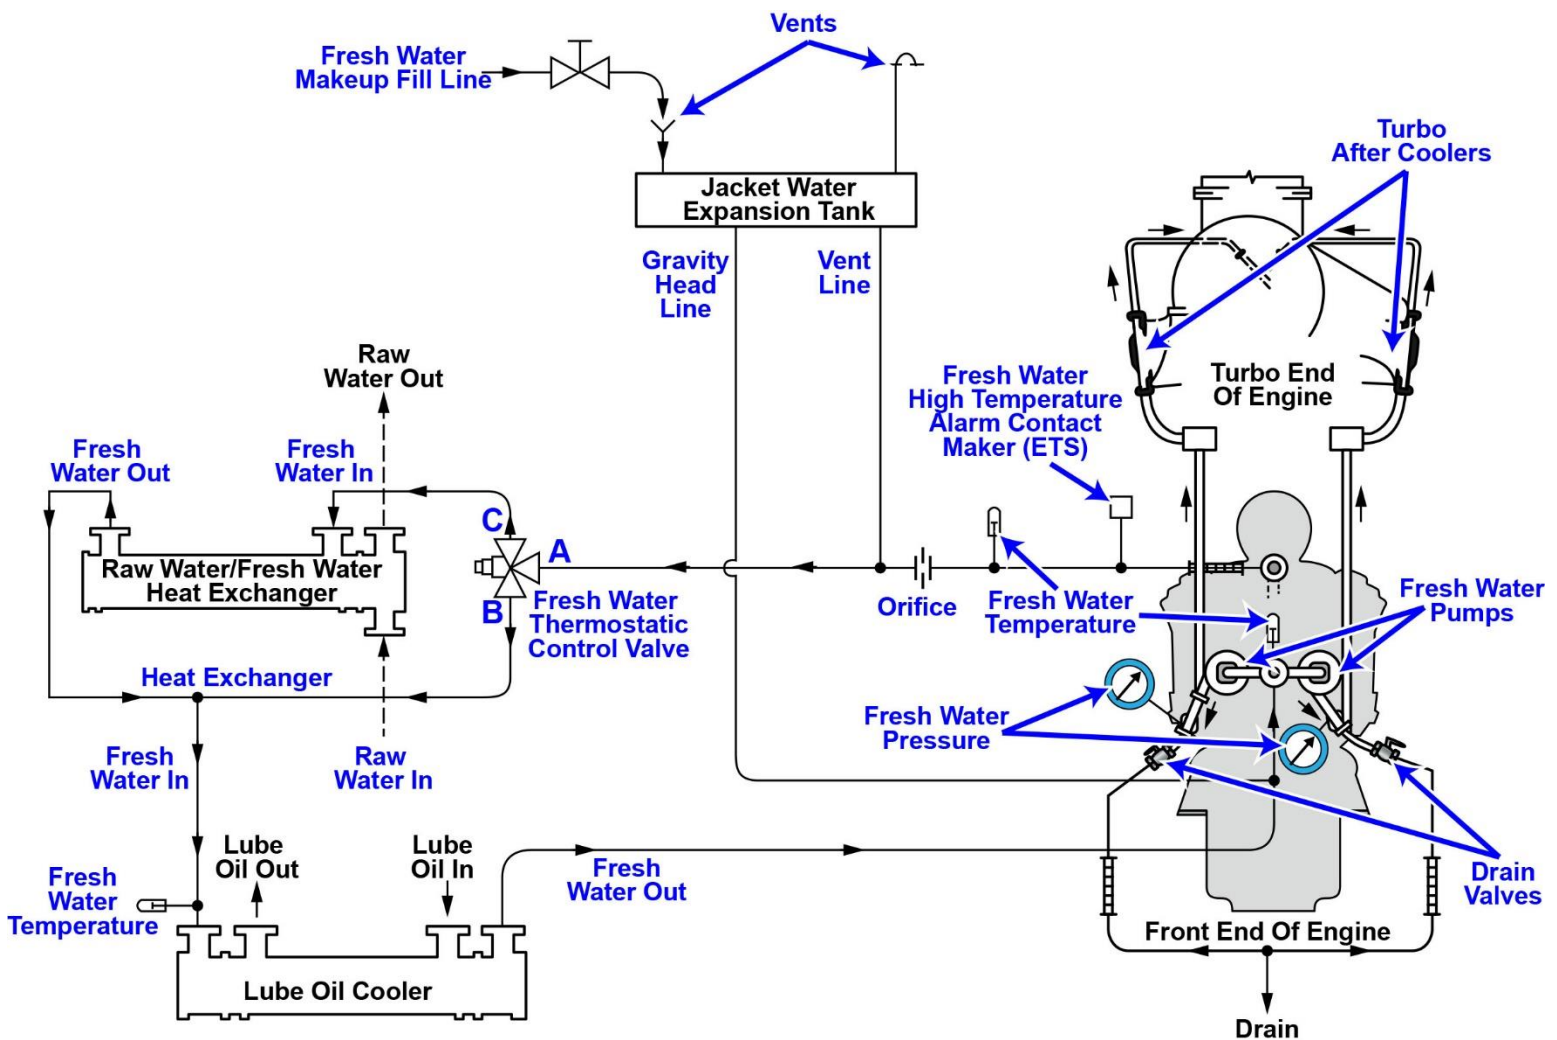 Vents
Fresh Water
Makeup Fill Line
Turbo
After Coolers
Jacket Water
Expansion Tank
Gravity
Head
Line
Vent
Line
Raw
Water Out
Fresh Water
High Temperature
Alarm Contact
Maker (ETS)
Turbo End
Of Engine
Fresh
Water Out
Fresh
Water In
C
A
B
Raw Water/Fresh Water
Heat Exchanger
Fresh Water
Thermostatic
Control Valve
Orifice
Fresh Water
Temperature
Fresh Water
Pumps
Heat Exchanger
Fresh Water
Pressure
Fresh
Water In
Raw
Water In
Lube
Oil Out
Lube
Oil In
Fresh
Water Out
Fresh
Water
Temperature
Drain
Valves
Front End Of Engine
Lube Oil Cooler
Drain